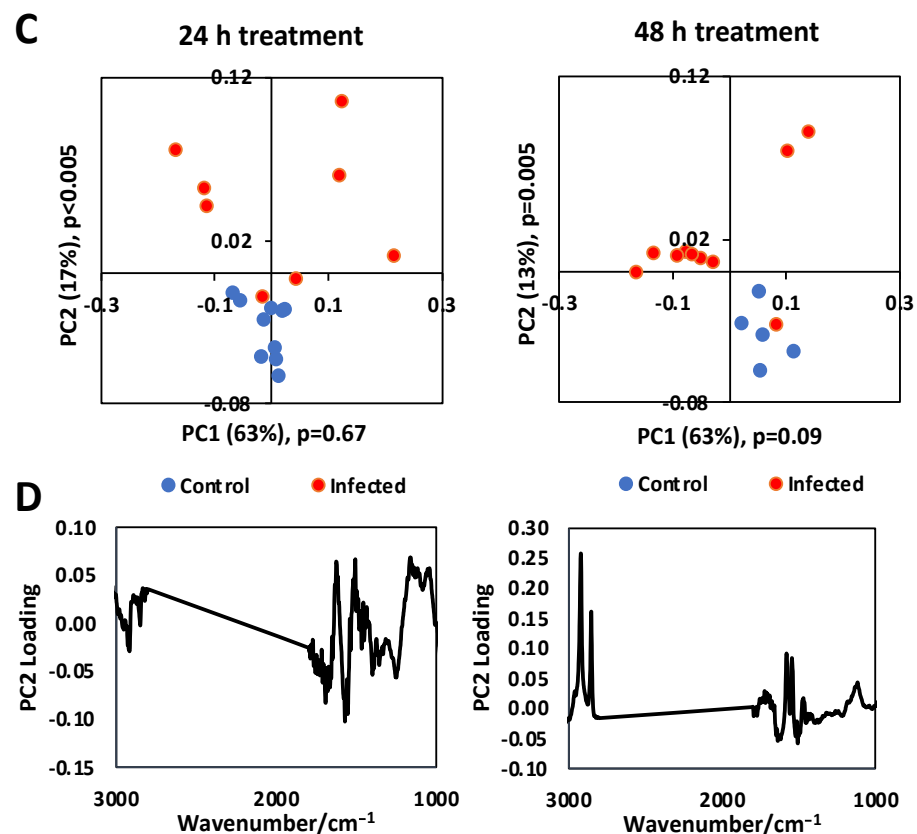 C
24 h treatment
48 h treatment
0.12
0.02
-0.08
-0.3
-0.1
0.1
0.3
PC2 (17%), p<0.005
PC1 (63%), p=0.67
0.12
0.02
-0.08
-0.3
-0.1
0.1
0.3
PC2 (13%), p=0.005
PC1 (63%), p=0.09
Control
Infected
Control
Infected
D
0.10
0.05
0.00
-0.05
-0.10
-0.15
PC2 Loading
3000
2000
1000
Wavenumber/cm⁻¹
0.30
0.25
0.20
0.15
0.10
0.05
0.00
-0.05
-0.10
PC2 Loading
3000
2000
1000
Wavenumber/cm⁻¹